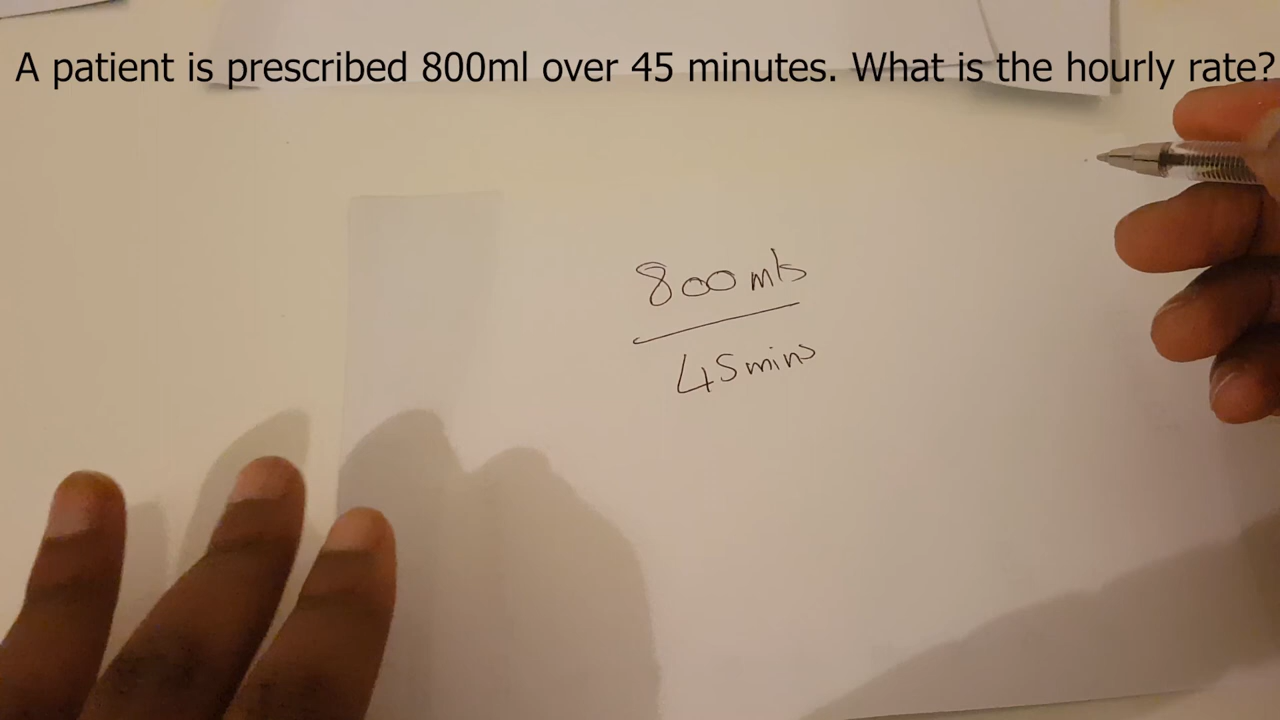 A patient is prescribed 800ml over 45 minutes. What is the hourly rate?
800 mls
45 mins